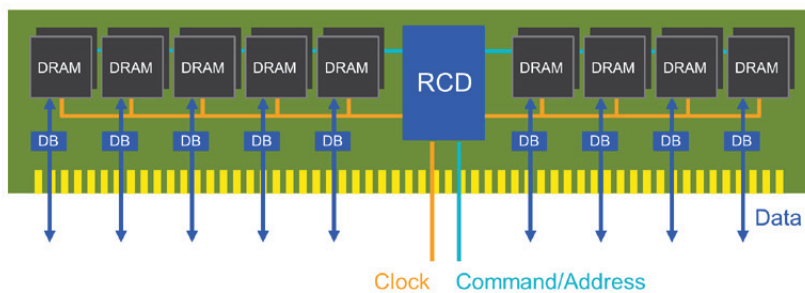 DRAM DRAM DRAM DRAM DRAM RCD DRAM DRAM DRAM DRAM
DB DB DB DB DB DB DB DB DB
Data
Clock Command/Address